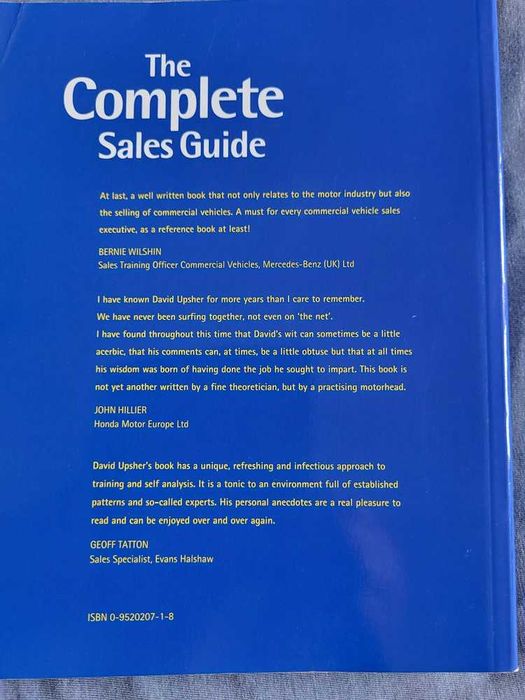 The
Complete
Sales Guide
At last, a well written book that not only relates to the motor industry but also
the selling of commercial vehicles. A must for every commercial vehicle sales
executive, as a reference book at least!
BERNIE WILSHIN
Sales Training Officer Commercial Vehicles, Mercedes-Benz (UK) Ltd
I have known David Upsher for more years than I care to remember.
We have never been surfing together, not even on 'the net'.
I have found throughout this time that David's wit can sometimes be a little
acerbic, that his comments can, at times, be a little obtuse but that at all times
his wisdom was born of having done the job he sought to impart. This book is
not yet another written by a fine theoretician, but by a practising motorhead.
JOHN HILLIER
Honda Motor Europe Ltd
David Upsher's book has a unique, refreshing and infectious approach to
training and self analysis. It is a tonic to an environment full of established
patterns and so-called experts. His personal anecdotes are a real pleasure to
read and can be enjoyed over and over again.
GEOFF TATTON
Sales Specialist, Evans Halshaw
ISBN 0-9520207-1-8